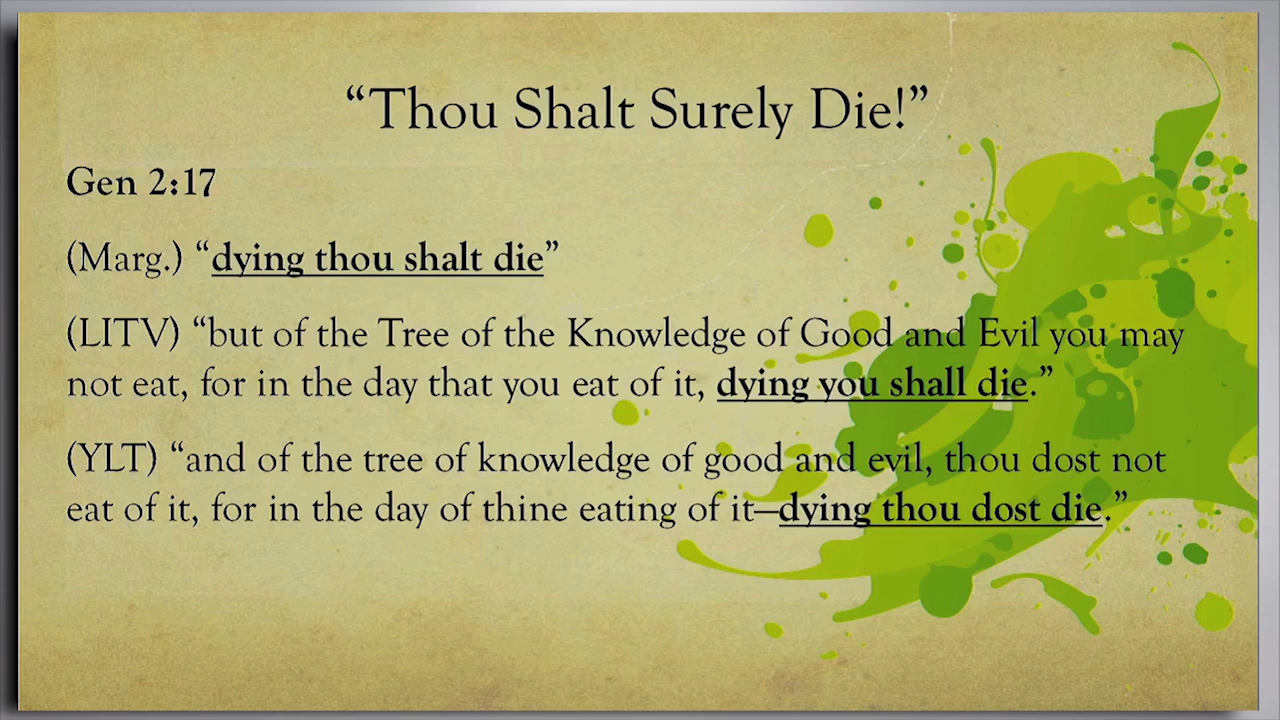 “Thou Shalt Surely Die!”
Gen 2:17
(Marg.) “dying thou shalt die”
(LITV) “but of the Tree of the Knowledge of Good and Evil you may
not eat, for in the day that you eat of it, dying you shall die.”
(YLT) “and of the tree of knowledge of good and evil, thou dost not
eat of it, for in the day of thine eating of it—dying thou dost die.”